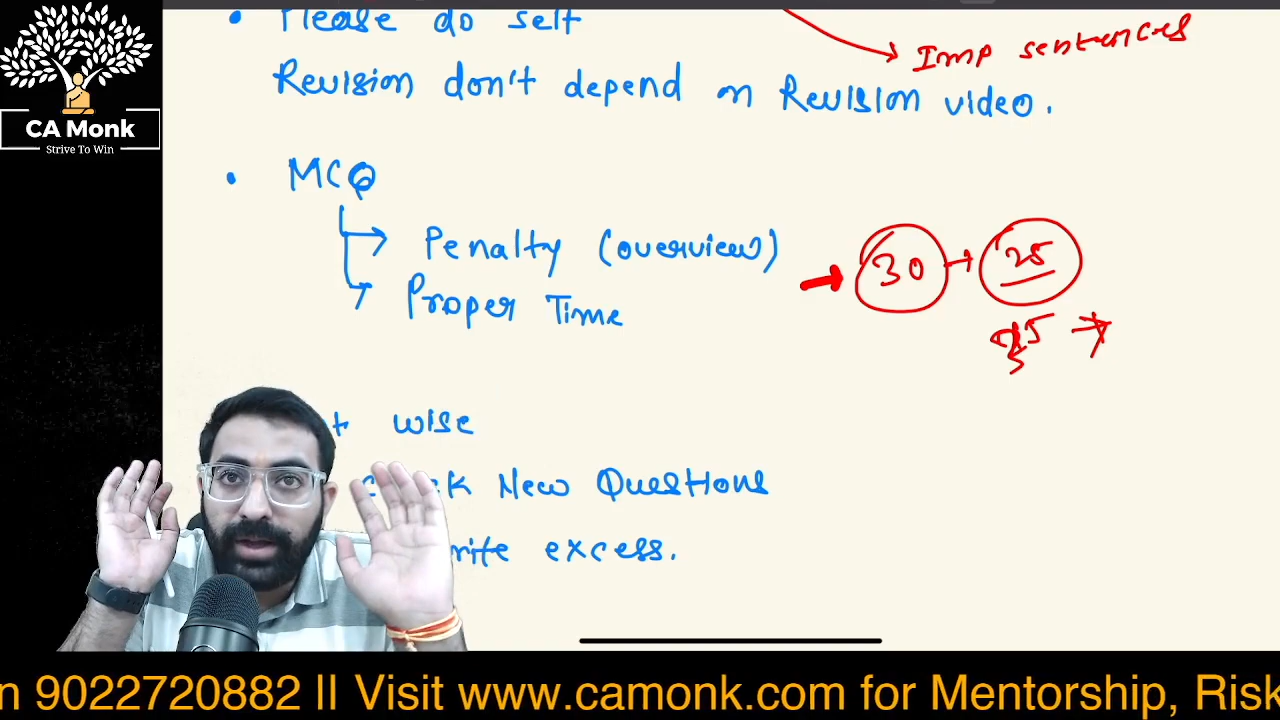 • Please do self
Imp sentences
Revision don't depend on Revision video.
CA Monk
Strive To Win
• MCQ
Penalty (overview)
30 → 25
Proper Time
wise
New Questions
excess.
n 9022720882 II Visit www.camonk.com for Mentorship, Risk